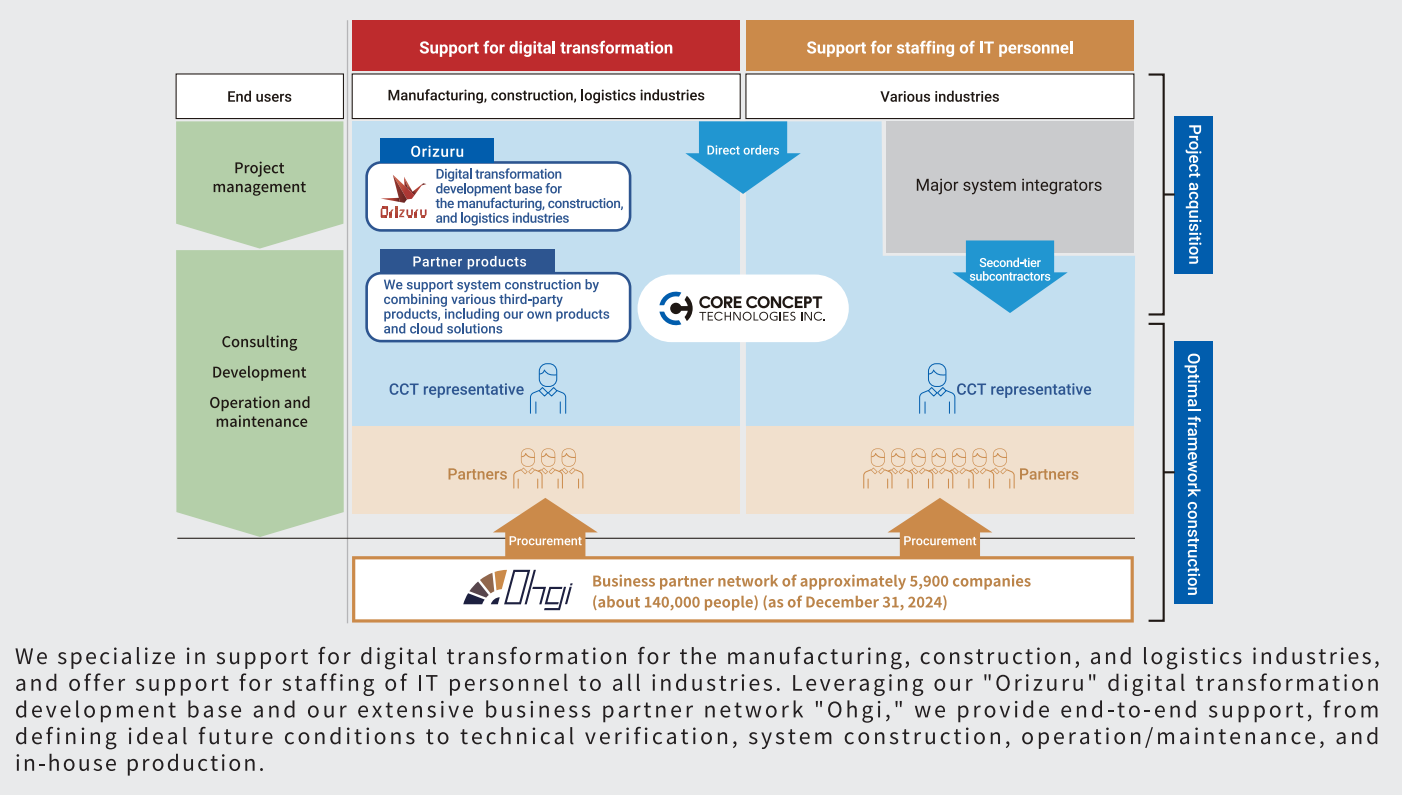 Support for digital transformation
Support for staffing of IT personnel
End users
Manufacturing, construction, logistics industries
Various industries
Project
management
Orizuru
OrIzuru
Digital transformation
development base for
the manufacturing, construction,
and logistics industries
Direct orders
Major system integrators
Project acquisition
Partner products
We support system construction by
combining various third-party
products, including our own products
and cloud solutions
Second-tier
subcontractors
CORE CONCEPT
TECHNOLOGIES INC.
Consulting
Development
Operation and
maintenance
CCT representative
CCT representative
Optimal framework construction
Partners
Partners
Procurement
Procurement
Ohgi
Business partner network of approximately 5,900 companies
(about 140,000 people) (as of December 31, 2024)
We specialize in support for digital transformation for the manufacturing, construction, and logistics industries,
and offer support for staffing of IT personnel to all industries. Leveraging our "Orizuru" digital transformation
development base and our extensive business partner network "Ohgi," we provide end-to-end support, from
defining ideal future conditions to technical verification, system construction, operation/maintenance, and
in-house production.